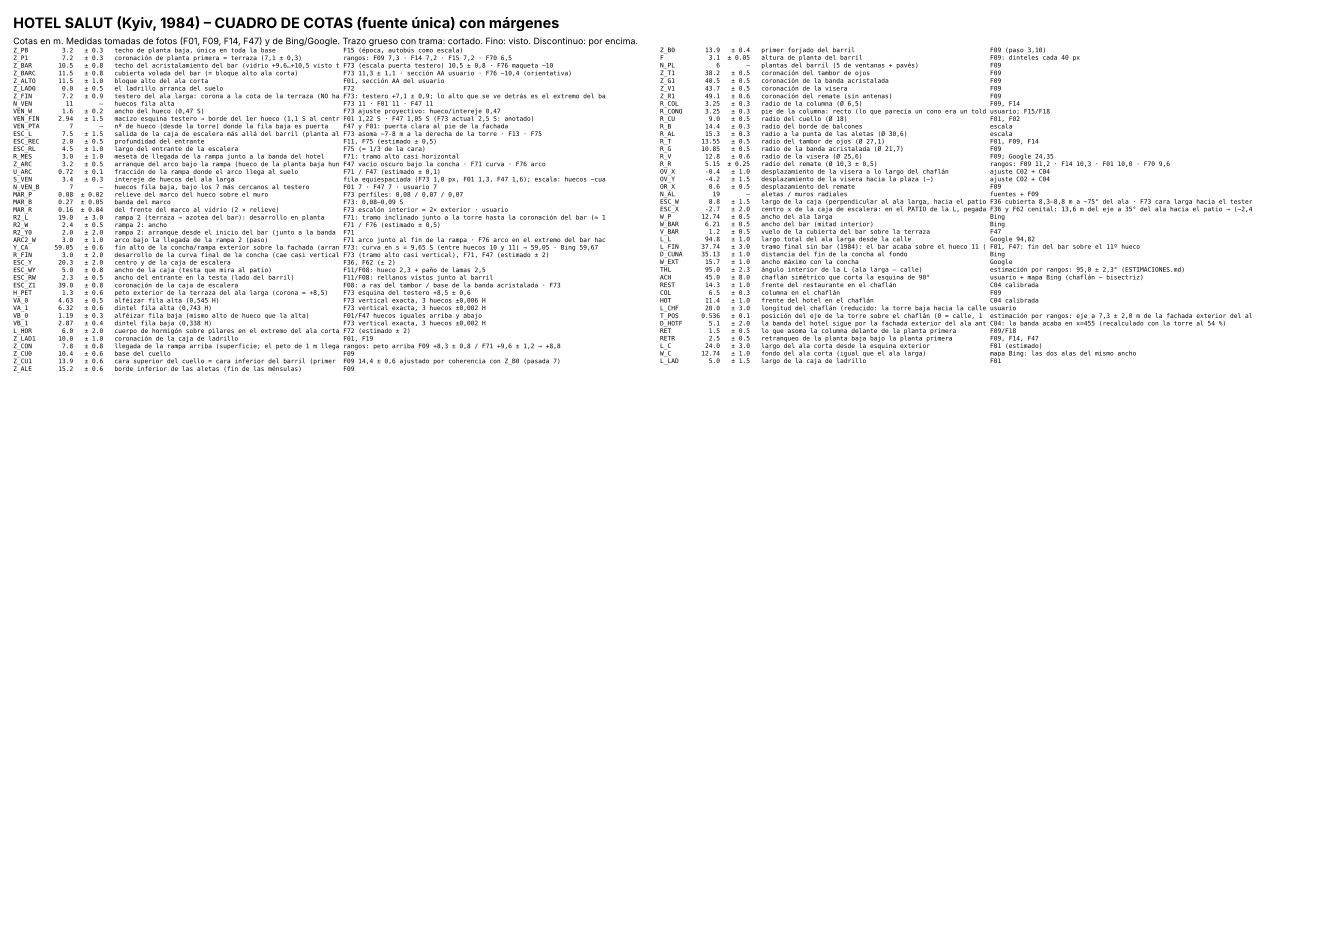 HOTEL SALUT (Kyiv, 1984) – CUADRO DE COTAS (fuente única) con márgenes
Cotas en m. Medidas tomadas de fotos (F01, F09, F14, F47) y de Bing/Google. Trazo grueso con trama: cortado. Fino: visto. Discontinuo: por encima.
Z_PB 3.2 ± 0.3 techo de planta baja, única en toda la base F15 (época, autobús como escala)
Z_P1 7.2 ± 0.3 coronación de planta primera = terraza (7,1 ± 0,3) rangos: F09 7,3 · F14 7,2 · F15 7,2 · F70 6,5
Z_BAR 10.5 ± 0.8 techo del acristalamiento del bar (vidrio +9,6…+10,5 visto t F73 (escala puerta testero) 10,5 ± 0,8 · F76 maqueta ~10
Z_BARC 11.5 ± 0.8 cubierta volada del bar (= bloque alto ala corta) F73 11,3 ± 1,1 · sección AA usuario · F76 ~10,4 (orientativa)
Z_ALTO 11.5 ± 1.0 bloque alto del ala corta F01, sección AA del usuario
Z_LAD0 0.0 ± 0.5 el ladrillo arranca del suelo F72
Z_FIN 7.2 ± 0.9 testero del ala larga: corona a la cota de la terraza (NO ha F73: testero +7,1 ± 0,9; lo alto que se ve detrás es el extremo del ba
N_VEN 11 — huecos fila alta F73 11 · F01 11 · F47 11
VEN_W 1.6 ± 0.2 ancho del hueco (0,47 S) F73 ajuste proyectivo: hueco/intereje 0,47
VEN_FIN 2.94 ± 1.5 macizo esquina testero → borde del 1er hueco (1,1 S al centr F01 1,22 S · F47 1,05 S (F73 actual 2,5 S: anotado)
VEN_PTA 7 — nº de hueco (desde la torre) donde la fila baja es puerta F47 y F01: puerta clara al pie de la fachada
ESC_L 7.5 ± 1.5 salida de la caja de escalera más allá del barril (planta al F73 asoma ~7-8 m a la derecha de la torre · F13 · F75
ESC_REC 2.0 ± 0.5 profundidad del entrante F11, F75 (estimado ± 0,5)
ESC_RL 4.5 ± 1.0 largo del entrante de la escalera F75 (≈ 1/3 de la cara)
R_MES 3.0 ± 1.0 meseta de llegada de la rampa junto a la banda del hotel F71: tramo alto casi horizontal
Z_ARC 3.2 ± 0.5 arranque del arco bajo la rampa (= hueco de la planta baja hun F47 vacío oscuro bajo la concha · F71 curva · F76 arco
U_ARC 0.72 ± 0.1 fracción de la rampa donde el arco llega al suelo F71 / F47 (estimado ± 0,1)
S_VEN 3.4 ± 0.3 intereje de huecos del ala larga fila equiespaciada (F73 1,0 px, F01 1,3, F47 1,6); escala: huecos ~cua
N_VEN_B 7 — huecos fila baja, bajo los 7 más cercanos al testero F01 7 · F47 7 · usuario 7
MAR_P 0.08 ± 0.02 relieve del marco del hueco sobre el muro F73 perfiles: 0,08 / 0,07 / 0,07
MAR_B 0.27 ± 0.05 banda del marco F73: 0,08–0,09 S
MAR_R 0.16 ± 0.04 del frente del marco al vidrio (2 × relieve) F73 escalón interior ≈ 2× exterior · usuario
R2_L 19.0 ± 3.0 rampa 2 (terraza → azotea del bar): desarrollo en planta F71: tramo inclinado junto a la torre hasta la coronación del bar (≈ 1
R2_W 2.4 ± 0.5 rampa 2: ancho F71 / F76 (estimado ± 0,5)
R2_Y0 2.0 ± 2.0 rampa 2: arranque desde el inicio del bar (junto a la banda F71
ARC2_W 3.0 ± 1.0 arco bajo la llegada de la rampa 2 (paso) F71 arco junto al fin de la rampa · F76 arco en el extremo del bar hac
Y_CA 59.05 ± 0.6 fin alto de la concha/rampa exterior sobre la fachada (arran F73: curva en s = 9,65 S (entre huecos 10 y 11) → 59,05 · Bing 59,67
R_FIN 3.0 ± 2.0 desarrollo de la curva final de la concha (cae casi vertical F73 (tramo casi vertical), F71, F47 (estimado ± 2)
ESC_WY 5.0 ± 0.8 ancho de la caja (testa que mira al patio) F11/F08: hueco 2,3 + paño de lamas 2,5
ESC_Y 20.3 ± 2.0 centro y de la caja de escalera F36, F62 (± 2)
ESC_RW 2.3 ± 0.5 ancho del entrante en la testa (lado del barril) F11/F08: rellanos vistos junto al barril
ESC_Z1 39.0 ± 0.8 coronación de la caja de escalera F08: a ras del tambor / base de la banda acristalada · F73
H_PET 1.3 ± 0.6 peto exterior de la terraza del ala larga (corona ≈ +8,5) F73 esquina del testero +8,5 ± 0,6
VA_0 4.63 ± 0.5 alféizar fila alta (0,545 H) F73 vertical exacta, 3 huecos ±0,006 H
VA_1 6.32 ± 0.6 dintel fila alta (0,743 H) F73 vertical exacta, 3 huecos ±0,002 H
VB_0 1.19 ± 0.3 alféizar fila baja (mismo alto de hueco que la alta) F01/F47 huecos iguales arriba y abajo
VB_1 2.87 ± 0.4 dintel fila baja (0,338 H) F73 vertical exacta, 3 huecos ±0,002 H
L_HOR 6.0 ± 2.0 cuerpo de hormigón sobre pilares en el extremo del ala corta F72 (estimado ± 2)
Z_LAD1 10.0 ± 1.0 coronación de la caja de ladrillo F01, F19
Z_CON 7.8 ± 0.8 llegada de la rampa arriba (superficie; el peto de 1 m llega rangos: peto arriba F09 +8,3 ± 0,8 / F71 +9,6 ± 1,2 → +8,8
Z_CU0 10.4 ± 0.6 base del cuello F09
Z_CU1 13.9 ± 0.6 cara superior del cuello = cara inferior del barril (primer F09 14,4 ± 0,6 ajustado por coherencia con Z_B0 (pasada 7)
Z_ALE 15.2 ± 0.6 borde inferior de las aletas (fin de las ménsulas) F09
Z_B0 13.9 ± 0.4 primer forjado del barril F09 (paso 3,10)
F 3.1 ± 0.05 altura de planta del barril F09: dinteles cada 40 px
N_PL 6 — plantas del barril (5 de ventanas + pavés) F09
Z_T1 38.2 ± 0.5 coronación del tambor de ojos F09
Z_G1 40.5 ± 0.5 coronación de la banda acristalada F09
Z_V1 43.7 ± 0.5 coronación de la visera F09
Z_R1 49.1 ± 0.6 coronación del remate (sin antenas) F09
R_COL 3.25 ± 0.3 radio de la columna (Ø 6,5) F09, F14
R_CONO 3.25 ± 0.3 pie de la columna: recto (lo que parecía un cono era un told usuario; F15/F18
R_CU 9.0 ± 0.5 radio del cuello (Ø 18) F01, F02
R_B 14.4 ± 0.3 radio del borde de balcones escala
R_AL 15.3 ± 0.3 radio a la punta de las aletas (Ø 30,6) escala
R_T 13.55 ± 0.5 radio del tambor de ojos (Ø 27,1) F01, F09, F14
R_G 10.85 ± 0.5 radio de la banda acristalada (Ø 21,7) F09
R_V 12.8 ± 0.6 radio de la visera (Ø 25,6) F09; Google 24,35
R_R 5.15 ± 0.25 radio del remate (Ø 10,3 ± 0,5) rangos: F09 11,2 · F14 10,3 · F01 10,0 · F70 9,6
OV_X -0.4 ± 1.0 desplazamiento de la visera a lo largo del chaflán ajuste C02 + C04
OV_Y -4.2 ± 1.5 desplazamiento de la visera hacia la plaza (−) ajuste C02 + C04
OR_X 0.6 ± 0.5 desplazamiento del remate F09
N_AL 19 — aletas / muros radiales fuentes + F09
ESC_W 8.8 ± 1.5 largo de la caja (perpendicular al ala larga, hacia el patio F36 cubierta 8,3–8,8 m a ~75° del ala · F73 cara larga hacia el tester
ESC_X -2.7 ± 2.0 centro x de la caja de escalera: en el PATIO de la L, pegada F36 y F62 cenital: 13,6 m del eje a 35° del ala hacia el patio → (−2,4
W_P 12.74 ± 0.5 ancho del ala larga Bing
W_BAR 6.21 ± 0.5 ancho del bar (mitad interior) Bing
V_BAR 1.2 ± 0.5 vuelo de la cubierta del bar sobre la terraza F47
L_L 94.8 ± 1.0 largo total del ala larga desde la calle Google 94,82
L_FIN 37.74 ± 3.0 tramo final sin bar (1984): el bar acaba sobre el hueco 11 ( F01, F47: fin del bar sobre el 11º hueco
D_CUNA 35.13 ± 1.0 distancia del fin de la concha al fondo Bing
W_EXT 15.7 ± 1.0 ancho máximo con la concha Google
THL 95.0 ± 2.3 ángulo interior de la L (ala larga – calle) estimación por rangos: 95,0 ± 2,3° (ESTIMACIONES.md)
ACH 45.0 ± 8.0 chaflán simétrico que corta la esquina de 90° usuario + mapa Bing (chaflán ~ bisectriz)
REST 14.3 ± 1.0 frente del restaurante en el chaflán C04 calibrada
COL 6.5 ± 0.3 columna en el chaflán F09
HOT 11.4 ± 1.0 frente del hotel en el chaflán C04 calibrada
L_CHF 20.0 ± 3.0 longitud del chaflán (reducido: la torre baja hacia la calle usuario
T_POS 0.536 ± 0.1 posición del eje de la torre sobre el chaflán (0 = calle, 1 estimación por rangos: eje a 7,3 ± 2,0 m de la fachada exterior del al
D_HOTF 5.1 ± 2.0 la banda del hotel sigue por la fachada exterior del ala ant C04: la banda acaba en x=455 (recalculado con la torre al 54 %)
RET 1.5 ± 0.5 lo que asoma la columna delante de la planta primera F09/F18
RETR 2.5 ± 0.5 retranqueo de la planta baja bajo la planta primera F09, F14, F47
L_C 24.0 ± 3.0 largo del ala corta desde la esquina exterior F01 (estimado)
W_C 12.74 ± 1.0 fondo del ala corta (igual que el ala larga) mapa Bing: las dos alas del mismo ancho
L_LAD 5.0 ± 1.5 largo de la caja de ladrillo F01